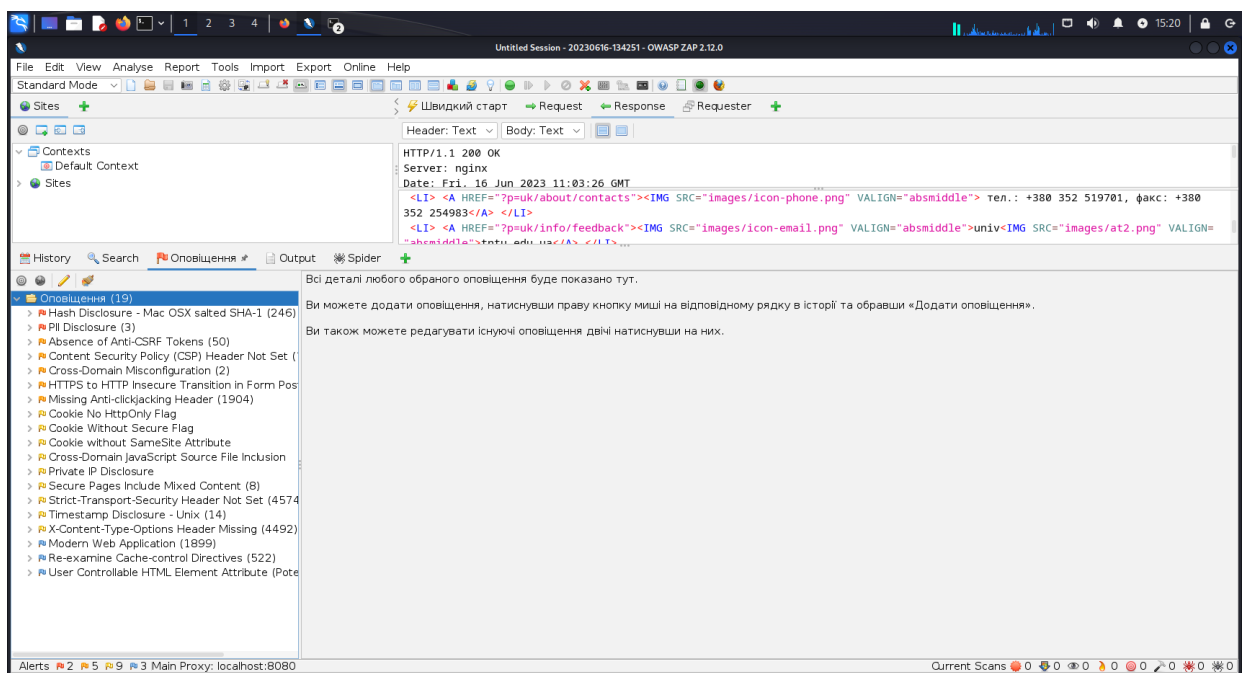 1 2 3 4 15:20
Untitled Session - 20230616-134251 - OWASP ZAP 2.12.0
File Edit View Analyse Report Tools Import Export Online Help
Standard Mode
Sites
Швидкий старт Request Response Requester
Header: Text Body: Text
Contexts
Default Context
Sites
HTTP/1.1 200 OK
Server: nginx
Date: Fri, 16 Jun 2023 11:03:26 GMT
<LI> <A HREF="?p=uk/about/contacts"><IMG SRC="images/icon-phone.png" VALIGN="absmiddle"> тел.: +380 352 519701, факс: +380
352 254983</A> </LI>
<LI> <A HREF="?p=uk/info/feedback"><IMG SRC="images/icon-email.png" VALIGN="absmiddle">univ<IMG SRC="images/at2.png" VALIGN=
"absmiddle">tntu.edu.ua</A> </LI>
History Search Оповіщення Output Spider
Оповіщення (19)
Hash Disclosure - Mac OSX salted SHA-1 (246)
PII Disclosure (3)
Absence of Anti-CSRF Tokens (50)
Content Security Policy (CSP) Header Not Set (
Cross-Domain Misconfiguration (2)
HTTPS to HTTP Insecure Transition in Form Pos
Missing Anti-clickjacking Header (1904)
Cookie No HttpOnly Flag
Cookie Without Secure Flag
Cookie without SameSite Attribute
Cross-Domain JavaScript Source File Inclusion
Private IP Disclosure
Secure Pages Include Mixed Content (8)
Strict-Transport-Security Header Not Set (4574
Timestamp Disclosure - Unix (14)
X-Content-Type-Options Header Missing (4492)
Modern Web Application (1899)
Re-examine Cache-control Directives (522)
User Controllable HTML Element Attribute (Pote
Всі деталі любого обраного оповіщення буде показано тут.
Ви можете додати оповіщення, натиснувши праву кнопку миші на відповідному рядку в історії та обравши «Додати оповіщення».
Ви також можете редагувати існуючі оповіщення двічі натиснувши на них.
Alerts 2 5 9 3 Main Proxy: localhost:8080
Current Scans 0 0 0 0 0 0 0 0